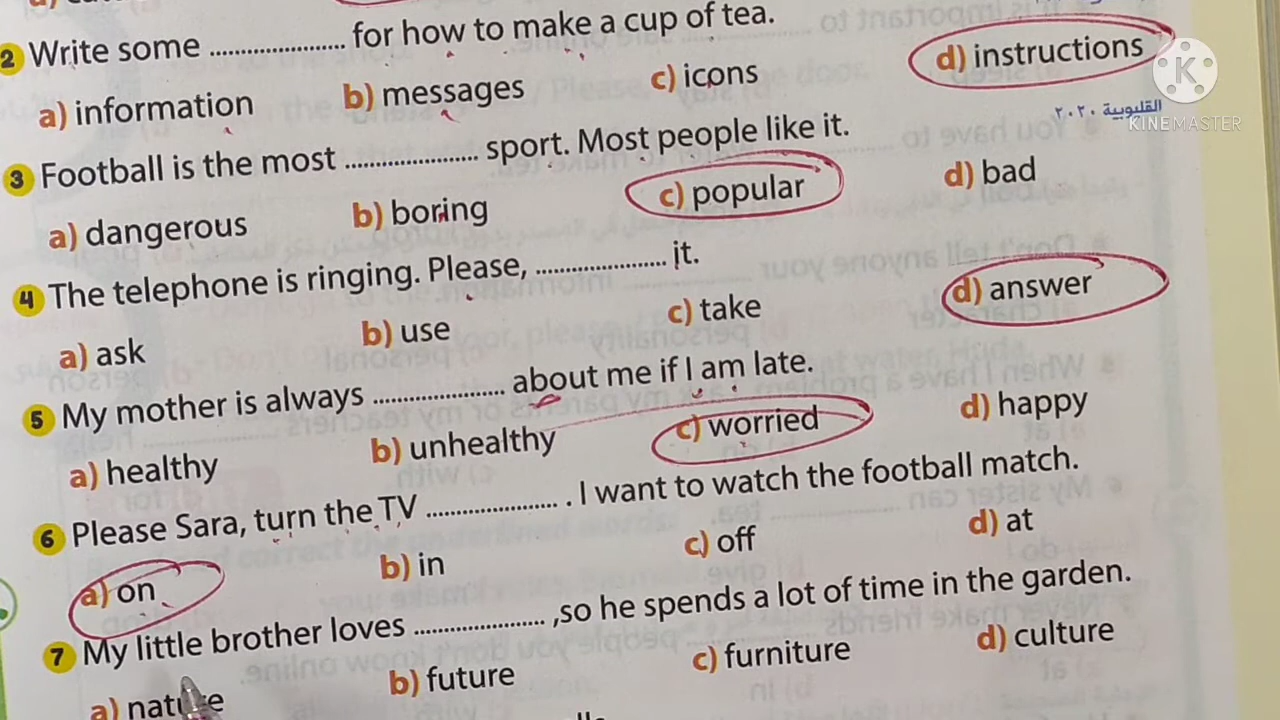 2 Write some .................... for how to make a cup of tea.
a) information b) messages c) icons d) instructions
القليوبية ٢٠٢٠
K
KINEMASTER
3 Football is the most .................... sport. Most people like it.
a) dangerous b) boring c) popular d) bad
4 The telephone is ringing. Please, .................... it.
a) ask b) use c) take d) answer
5 My mother is always .................... about me if I am late.
a) healthy b) unhealthy c) worried d) happy
6 Please Sara, turn the TV .................... . I want to watch the football match.
a) on b) in c) off d) at
7 My little brother loves .................... ,so he spends a lot of time in the garden.
a) nature b) future c) furniture d) culture